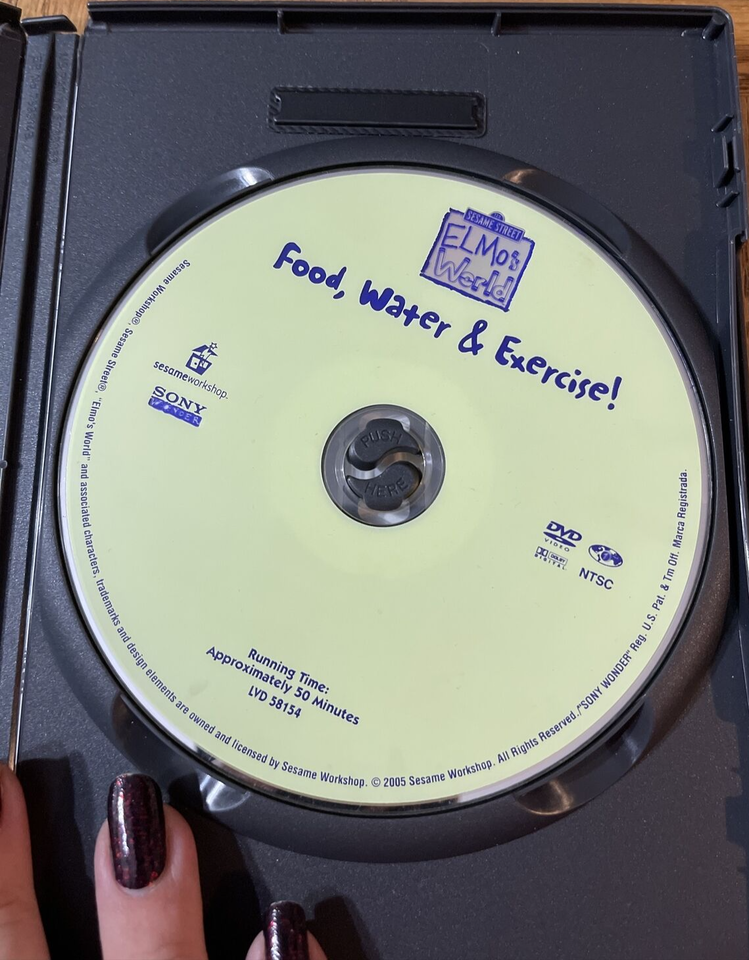 SESAME STREET
ELMO's
World
Food, Water & Exercise!
sesameworkshop.
SONY
WONDER
PUSH
HERE
DVD
VIDEO
DOLBY
DIGITAL
NTSC
Running Time:
Approximately 50 Minutes
LVD 58154
Sesame Workshop®, Sesame Street®, "Elmo's World" and associated characters, trademarks and design elements are owned and licensed by Sesame Workshop. © 2005 Sesame Workshop. All Rights Reserved./"SONY WONDER" Reg. U.S. Pat. & Tm Off. Marca Registrada.